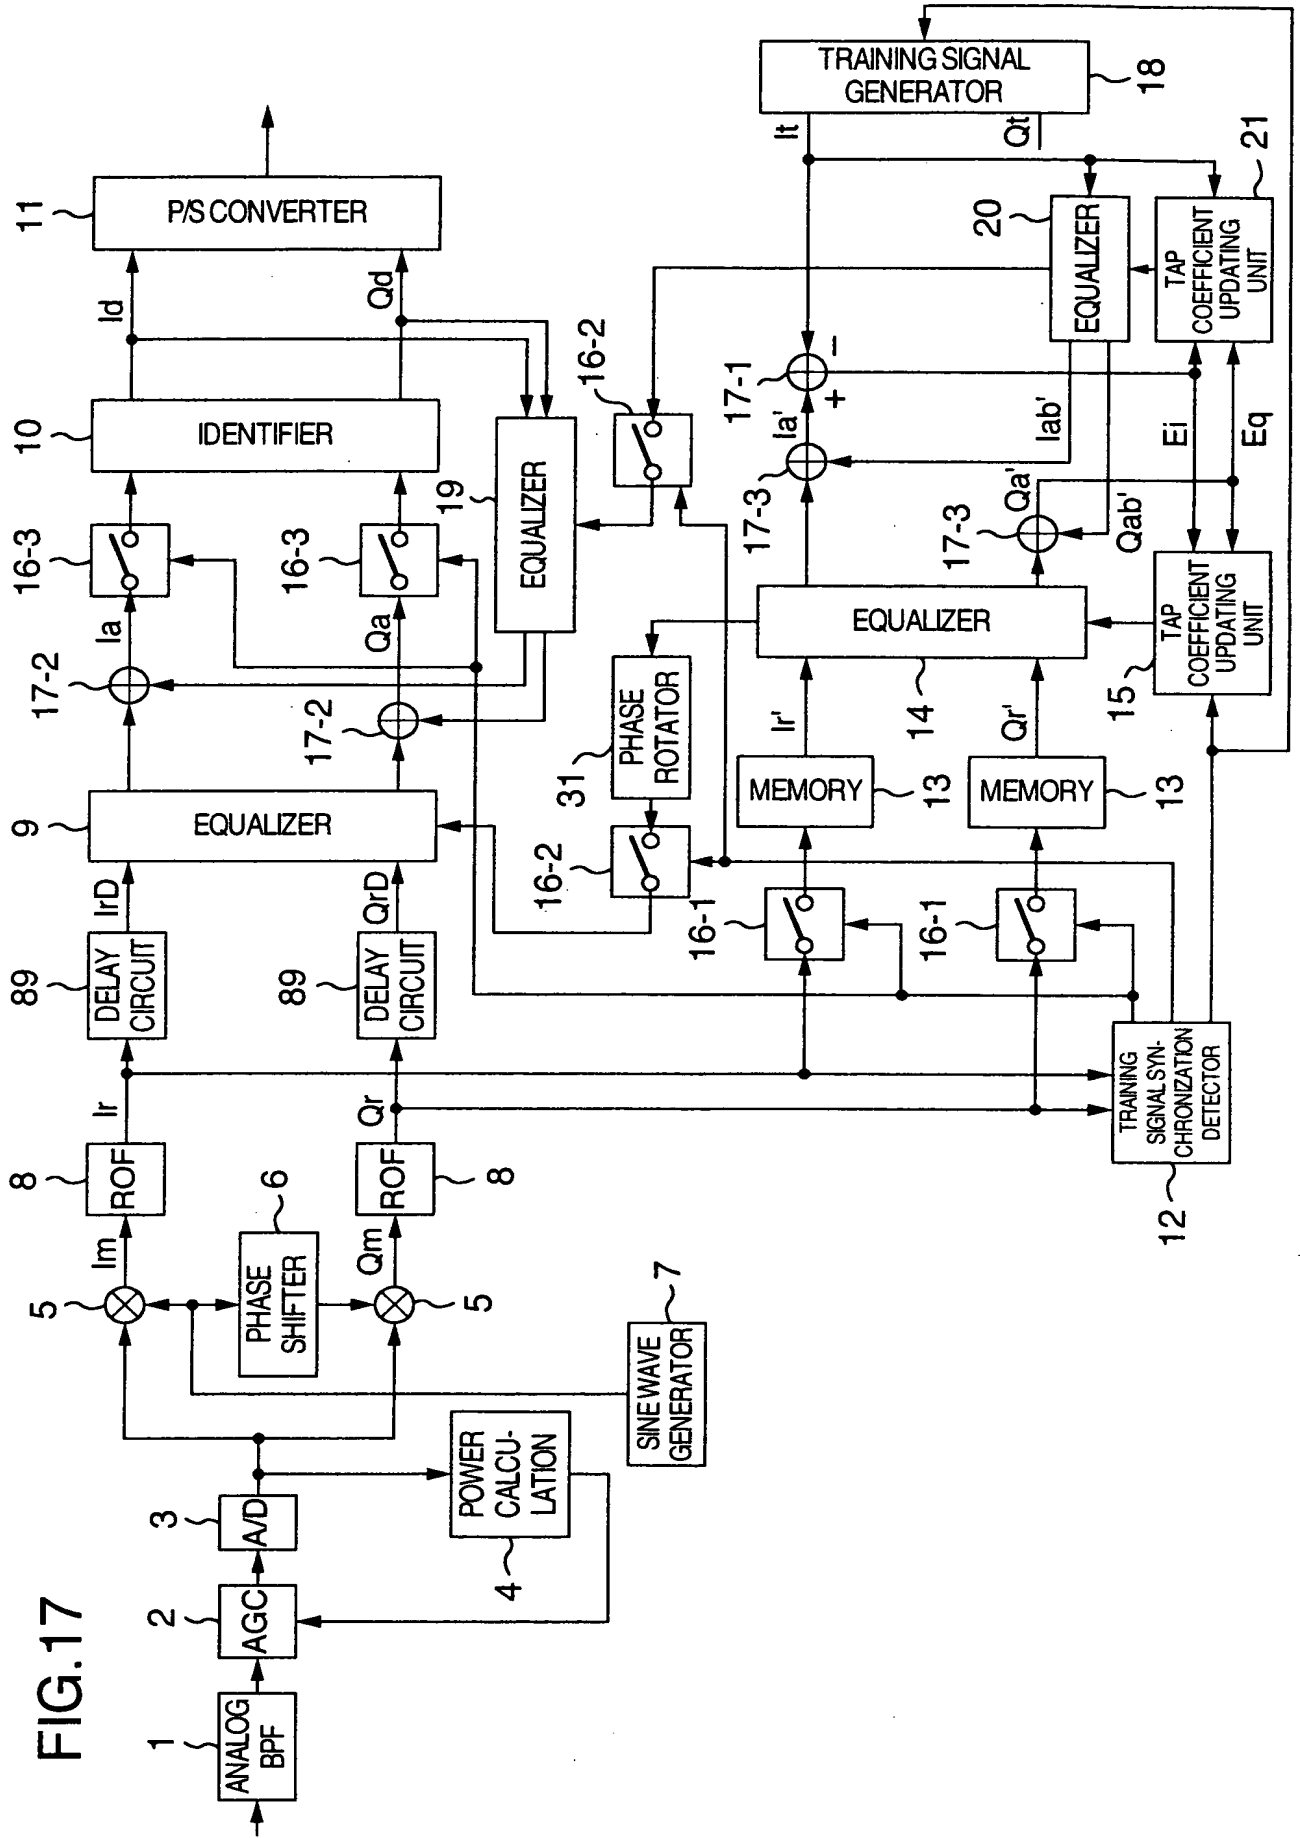 FIG.17
1
ANALOG
BPF
2
AGC
3
A/D
4
POWER
CALCU-
LATION
5
5
6
PHASE
SHIFTER
7
SINE WAVE
GENERATOR
Im
Qm
8
ROF
8
ROF
Ir
Qr
89
DELAY
CIRCUIT
89
DELAY
CIRCUIT
IrD
QrD
9
EQUALIZER
17-2
17-2
Ia
Qa
16-3
16-3
10
IDENTIFIER
Id
Qd
11
P/S CONVERTER
19
EQUALIZER
16-2
16-2
31
PHASE
ROTATOR
12
TRAINING
SIGNAL SYN-
CHRONIZATION
DETECTOR
16-1
16-1
MEMORY
13
MEMORY
13
Ir'
Qr'
14
EQUALIZER
15
TAP
COEFFICIENT
UPDATING
UNIT
17-3
17-3
Ia'
Qa'
Iab'
Qab'
17-1
+
−
Ei
Eq
20
EQUALIZER
21
TAP
COEFFICIENT
UPDATING
UNIT
It
Qt
TRAINING SIGNAL
GENERATOR
18